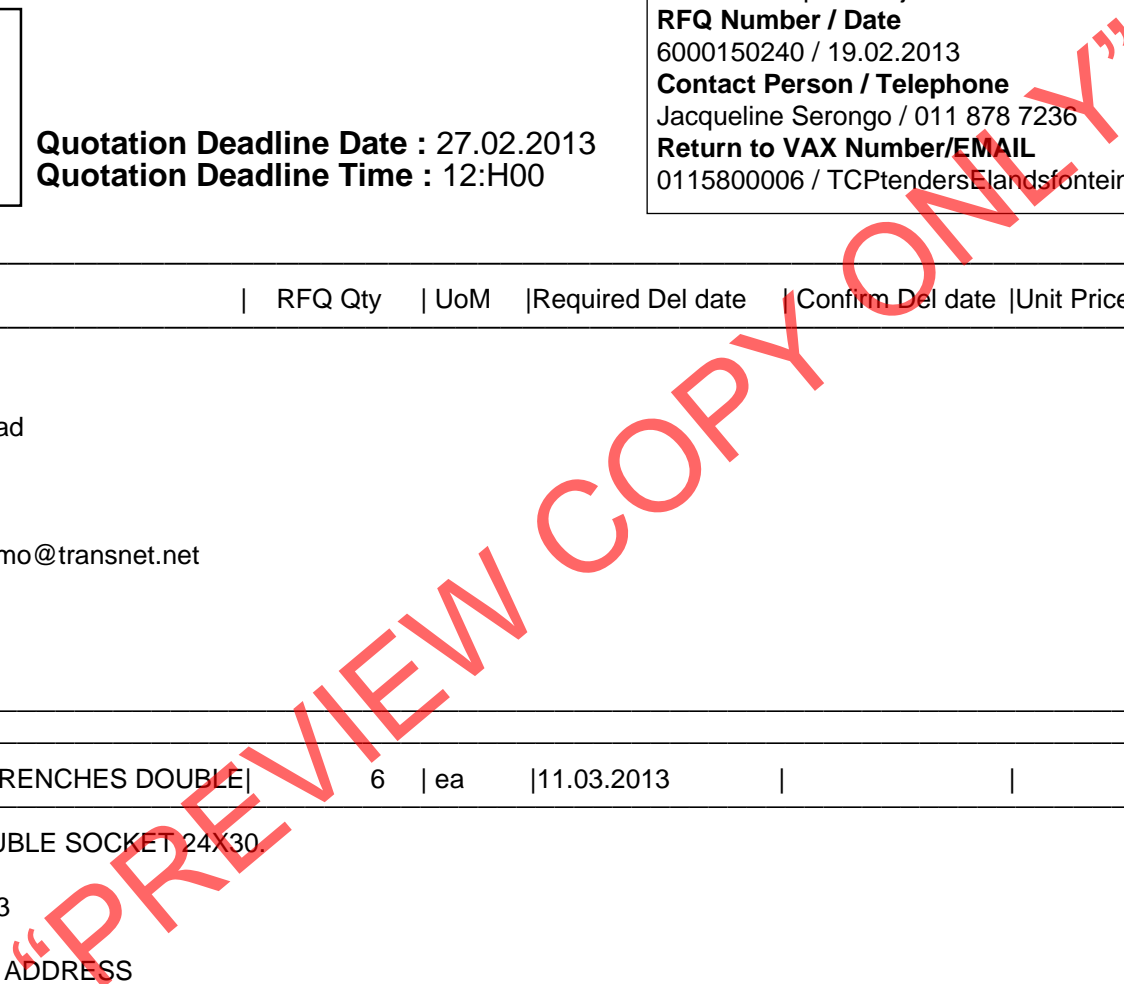 RFQ Number / Date
6000150240 / 19.02.2013
Contact Person / Telephone
Jacqueline Serongo / 011 878 7236
Return to VAX Number/EMAIL
0115800006 / TCPtendersElandsfontein
Quotation Deadline Date : 27.02.2013
Quotation Deadline Time : 12:H00
| RFQ Qty | UoM |Required Del date | Confirm Del date |Unit Price
ad
mo@transnet.net
RENCHES DOUBLE| 6 | ea |11.03.2013 | |
UBLE SOCKET 24X30.
3
ADDRESS
“PREVIEW COPY ONLY”